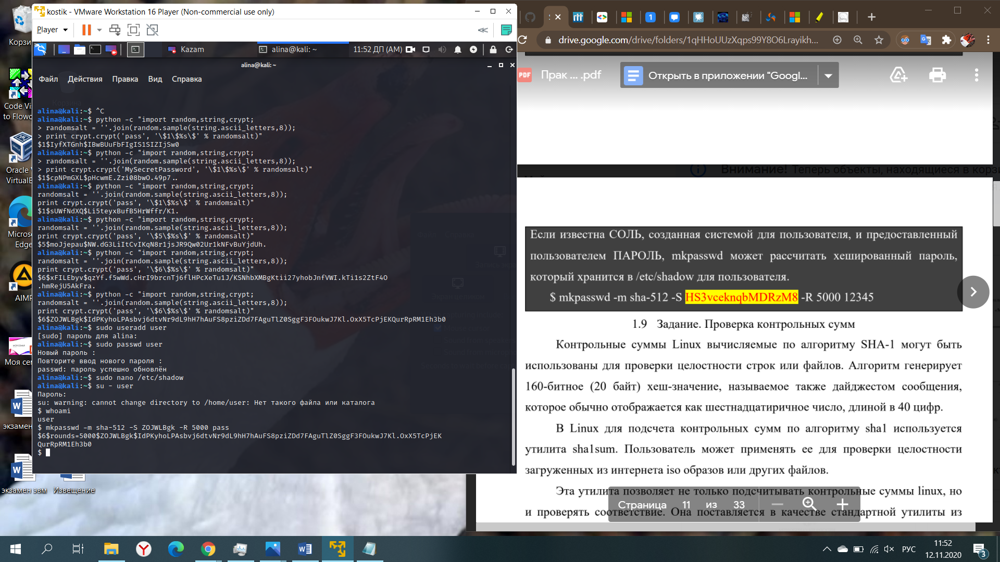 kostik - VMware Workstation 16 Player (Non-commercial use only)
Player
Kazam
alina@kali: ~
11:52 ДП (AM)
alina@kali: ~
Файл Действия Правка Вид Справка
alina@kali:~$ ^C
alina@kali:~$ python -c "import random,string,crypt;
> randomsalt = ''.join(random.sample(string.ascii_letters,8));
> print crypt.crypt('pass', '\$1\$%s\$' % randomsalt)"
$1$IyfXTGnh$IBwBUuFbFIgIS1SIZIjSw0
alina@kali:~$ python -c "import random,string,crypt;
> randomsalt = ''.join(random.sample(string.ascii_letters,8));
> print crypt.crypt('MySecretPassword', '\$1\$%s\$' % randomsalt)"
$1$cpNPmGXL$pHcwmE.Zzi08bwO.49p7..
alina@kali:~$ python -c "import random,string,crypt;
randomsalt = ''.join(random.sample(string.ascii_letters,8));
print crypt.crypt('pass', '\$1\$%s\$' % randomsalt)"
$1$sUWfNdXQ$Li5teyxBufB5HrWffr/K1.
alina@kali:~$ python -c "import random,string,crypt;
randomsalt = ''.join(random.sample(string.ascii_letters,8));
print crypt.crypt('pass', '\$5\$%s\$' % randomsalt)"
$5$moJjepau$NW.dG3LiItCvIKqN8r1jsJR9Qw02Ur1kNFvBuYjdUh.
alina@kali:~$ python -c "import random,string,crypt;
randomsalt = ''.join(random.sample(string.ascii_letters,8));
print crypt.crypt('pass', '\$6\$%s\$' % randomsalt)"
$6$xFILEbyv$qzYf.f5wWd.cHrI9brcnTj6flHPcXeTu1J/KSNhbXMBgKtii27yhobJnfVWI.kTi1s2ZtF4O
.hmRejU5AkFra.
alina@kali:~$ python -c "import random,string,crypt;
randomsalt = ''.join(random.sample(string.ascii_letters,8));
print crypt.crypt('pass', '\$6\$%s\$' % randomsalt)"
$6$ZOJWLBgk$IdPKyhoLPAsbvj6dtvNr9dL9hH7hAuFS8pziZDd7FAguTlZ0SggF3FOukwJ7Kl.OxX5TcPjEKQurRpRM1Eh3b0
alina@kali:~$ sudo useradd user
[sudo] пароль для alina:
alina@kali:~$ sudo passwd user
Новый пароль :
Повторите ввод нового пароля :
passwd: пароль успешно обновлён
alina@kali:~$ sudo nano /etc/shadow
alina@kali:~$ su - user
Пароль:
su: warning: cannot change directory to /home/user: Нет такого файла или каталога
$ whoami
user
$ mkpasswd -m sha-512 -S ZOJWLBgk -R 5000 pass
$6$rounds=5000$ZOJWLBgk$IdPKyhoLPAsbvj6dtvNr9dL9hH7hAuFS8pziZDd7FAguTlZ0SggF3FOukwJ7Kl.OxX5TcPjEK
QurRpRM1Eh3b0
$
Корзи
Code Vi
to Flowc
Oracle
VirtualB
Micros
Edge
AIMP
Моя сем
экзамен
экзамен эвм
Извещение
drive.google.com/drive/folders/1qHHoUUzXqps99Y8O6Lrayikh...
PDF
Прак ... .pdf
Открыть в приложении "Googl...
Внимание! Теперь объекты, находящиеся в корзи
Если известна СОЛЬ, созданная системой для пользователя, и предоставленный
пользователем ПАРОЛЬ, mkpasswd может рассчитать хешированный пароль,
который хранится в /etc/shadow для пользователя.
$ mkpasswd -m sha-512 -S HS3vceknqbMDRzM8 -R 5000 12345
1.9 Задание. Проверка контрольных сумм
Контрольные суммы Linux вычисляемые по алгоритму SHA-1 могут быть
использованы для проверки целостности строк или файлов. Алгоритм генерирует
160-битное (20 байт) хеш-значение, называемое также дайджестом сообщения,
которое обычно отображается как шестнадцатиричное число, длиной в 40 цифр.
В Linux для подсчета контрольных сумм по алгоритму sha1 используется
утилита sha1sum. Пользователь может применять ее для проверки целостности
загруженных из интернета iso образов или других файлов.
Эта утилита позволяет не только подсчитывать контрольные суммы linux, но
и проверять соответствие. Она поставляется в качестве стандартной утилиты из
Страница 11 из 33
РУС
11:52
12.11.2020
3